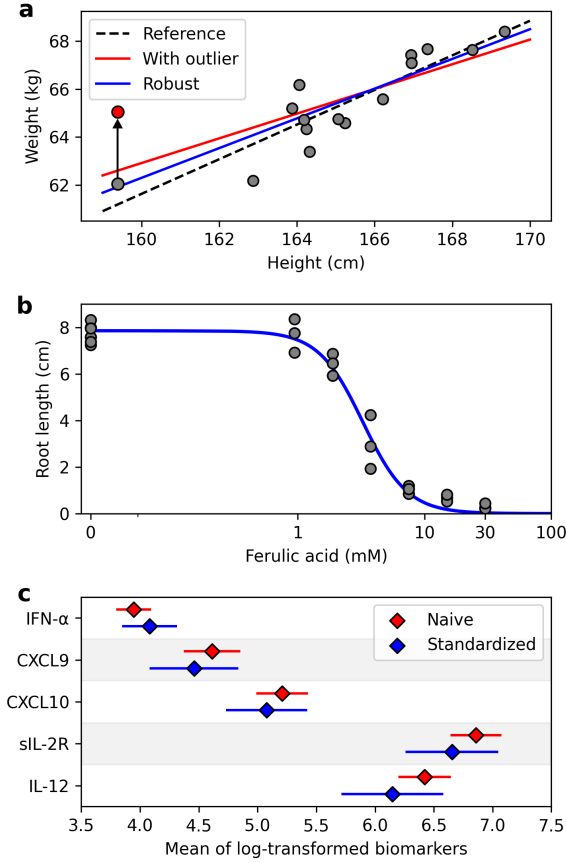 a
68
66
64
62
Weight (kg)
Reference
With outlier
Robust
160 162 164 166 168 170
Height (cm)
b
8
6
4
2
0
Root length (cm)
0 1 10 30 100
Ferulic acid (mM)
c
Naive
Standardized
IFN-α
CXCL9
CXCL10
sIL-2R
IL-12
3.5 4.0 4.5 5.0 5.5 6.0 6.5 7.0 7.5
Mean of log-transformed biomarkers